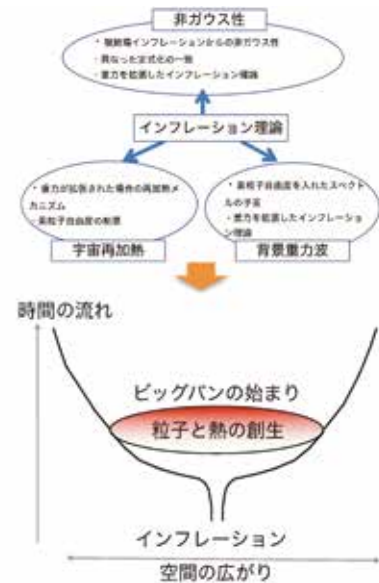 非ガウス性
・複数場インフレーションからの非ガウス性
・異なった定式化の一致
・重力を拡張したインフレーション理論
インフレーション理論
・重力が拡張された場合の再加熱メ
カニズム
・素粒子自由度の制限
宇宙再加熱
・素粒子自由度を入れたスペクト
ルの予言
・重力を拡張したインフレーショ
ン理論
背景重力波
時間の流れ
ビッグバンの始まり
粒子と熱の創生
インフレーション
空間の広がり